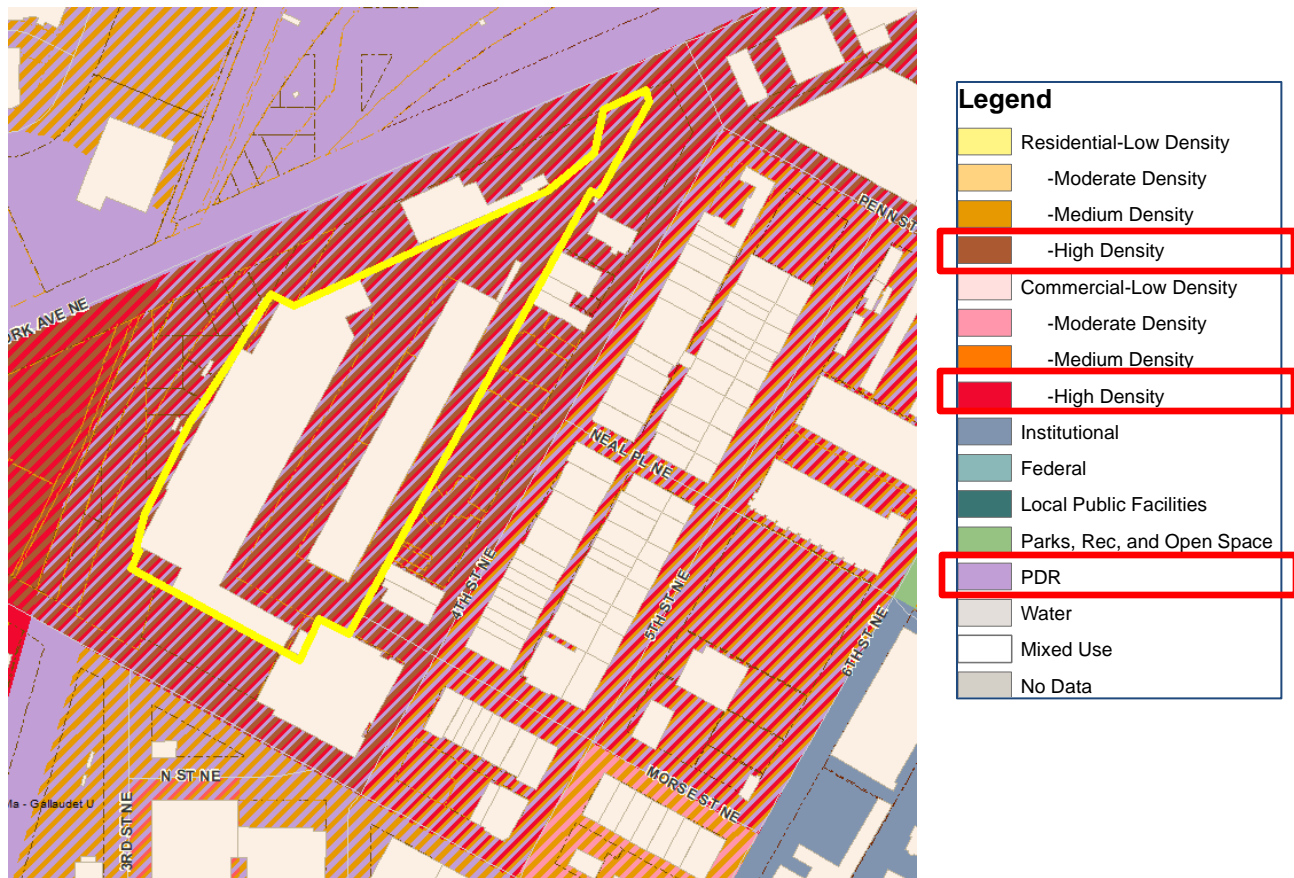 ORK AVE NE
PENN ST
NEAL PL NE
4TH ST NE
5TH ST NE
6TH ST NE
MORSE ST NE
N ST NE
3RD ST NE
Ma - Gallaudet U
Legend
Residential-Low Density
-Moderate Density
-Medium Density
-High Density
Commercial-Low Density
-Moderate Density
-Medium Density
-High Density
Institutional
Federal
Local Public Facilities
Parks, Rec, and Open Space
PDR
Water
Mixed Use
No Data